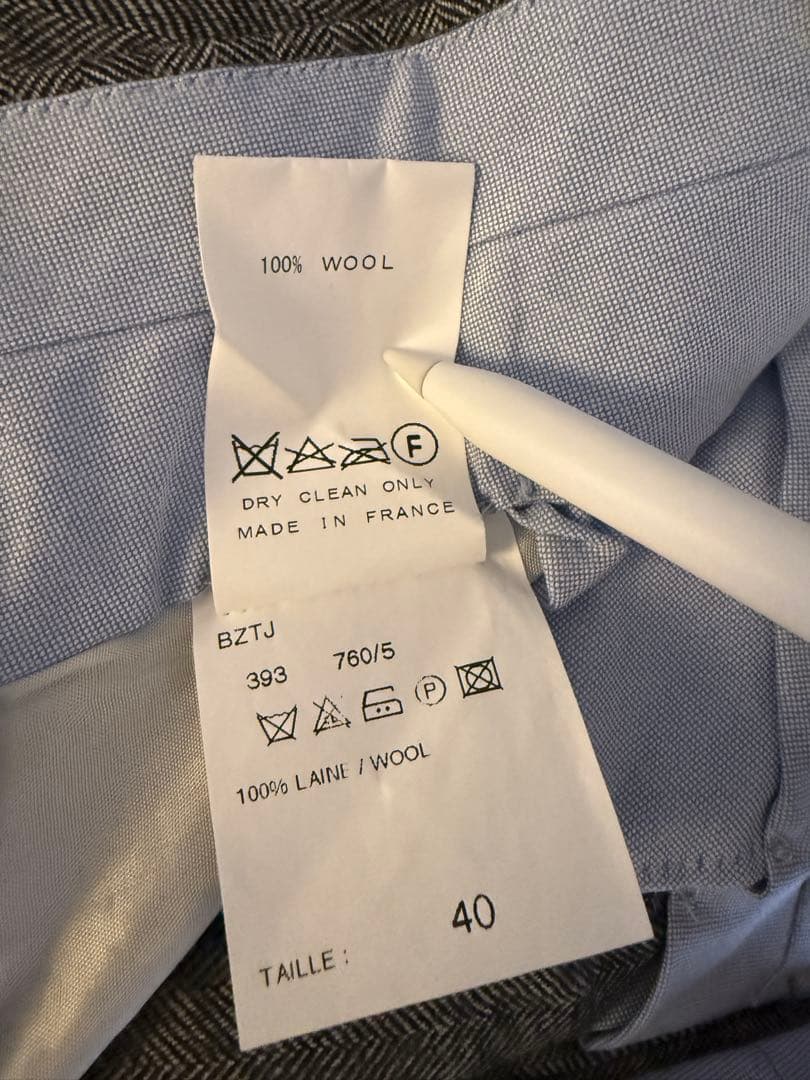 100% WOOL
F
DRY CLEAN ONLY
MADE IN FRANCE
BZTJ
393 760/5
P
100% LAINE / WOOL
40
TAILLE :